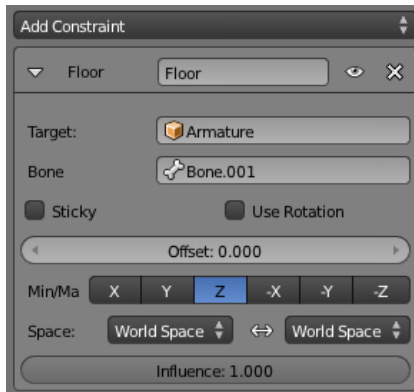 Add Constraint
Floor Floor
Target: Armature
Bone Bone.001
Sticky Use Rotation
Offset: 0.000
Min/Ma X Y Z -X -Y -Z
Space: World Space World Space
Influence: 1.000